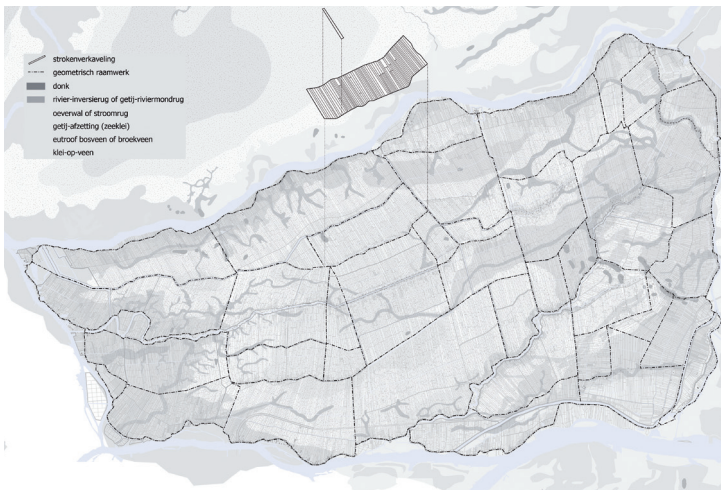 strokenverkaveling
geometrisch raamwerk
donk
rivier-inversierug of getij-riviermondrug
oeverwal of stroomrug
getij-afzetting (zeeklei)
eutroof bosveen of broekveen
klei-op-veen